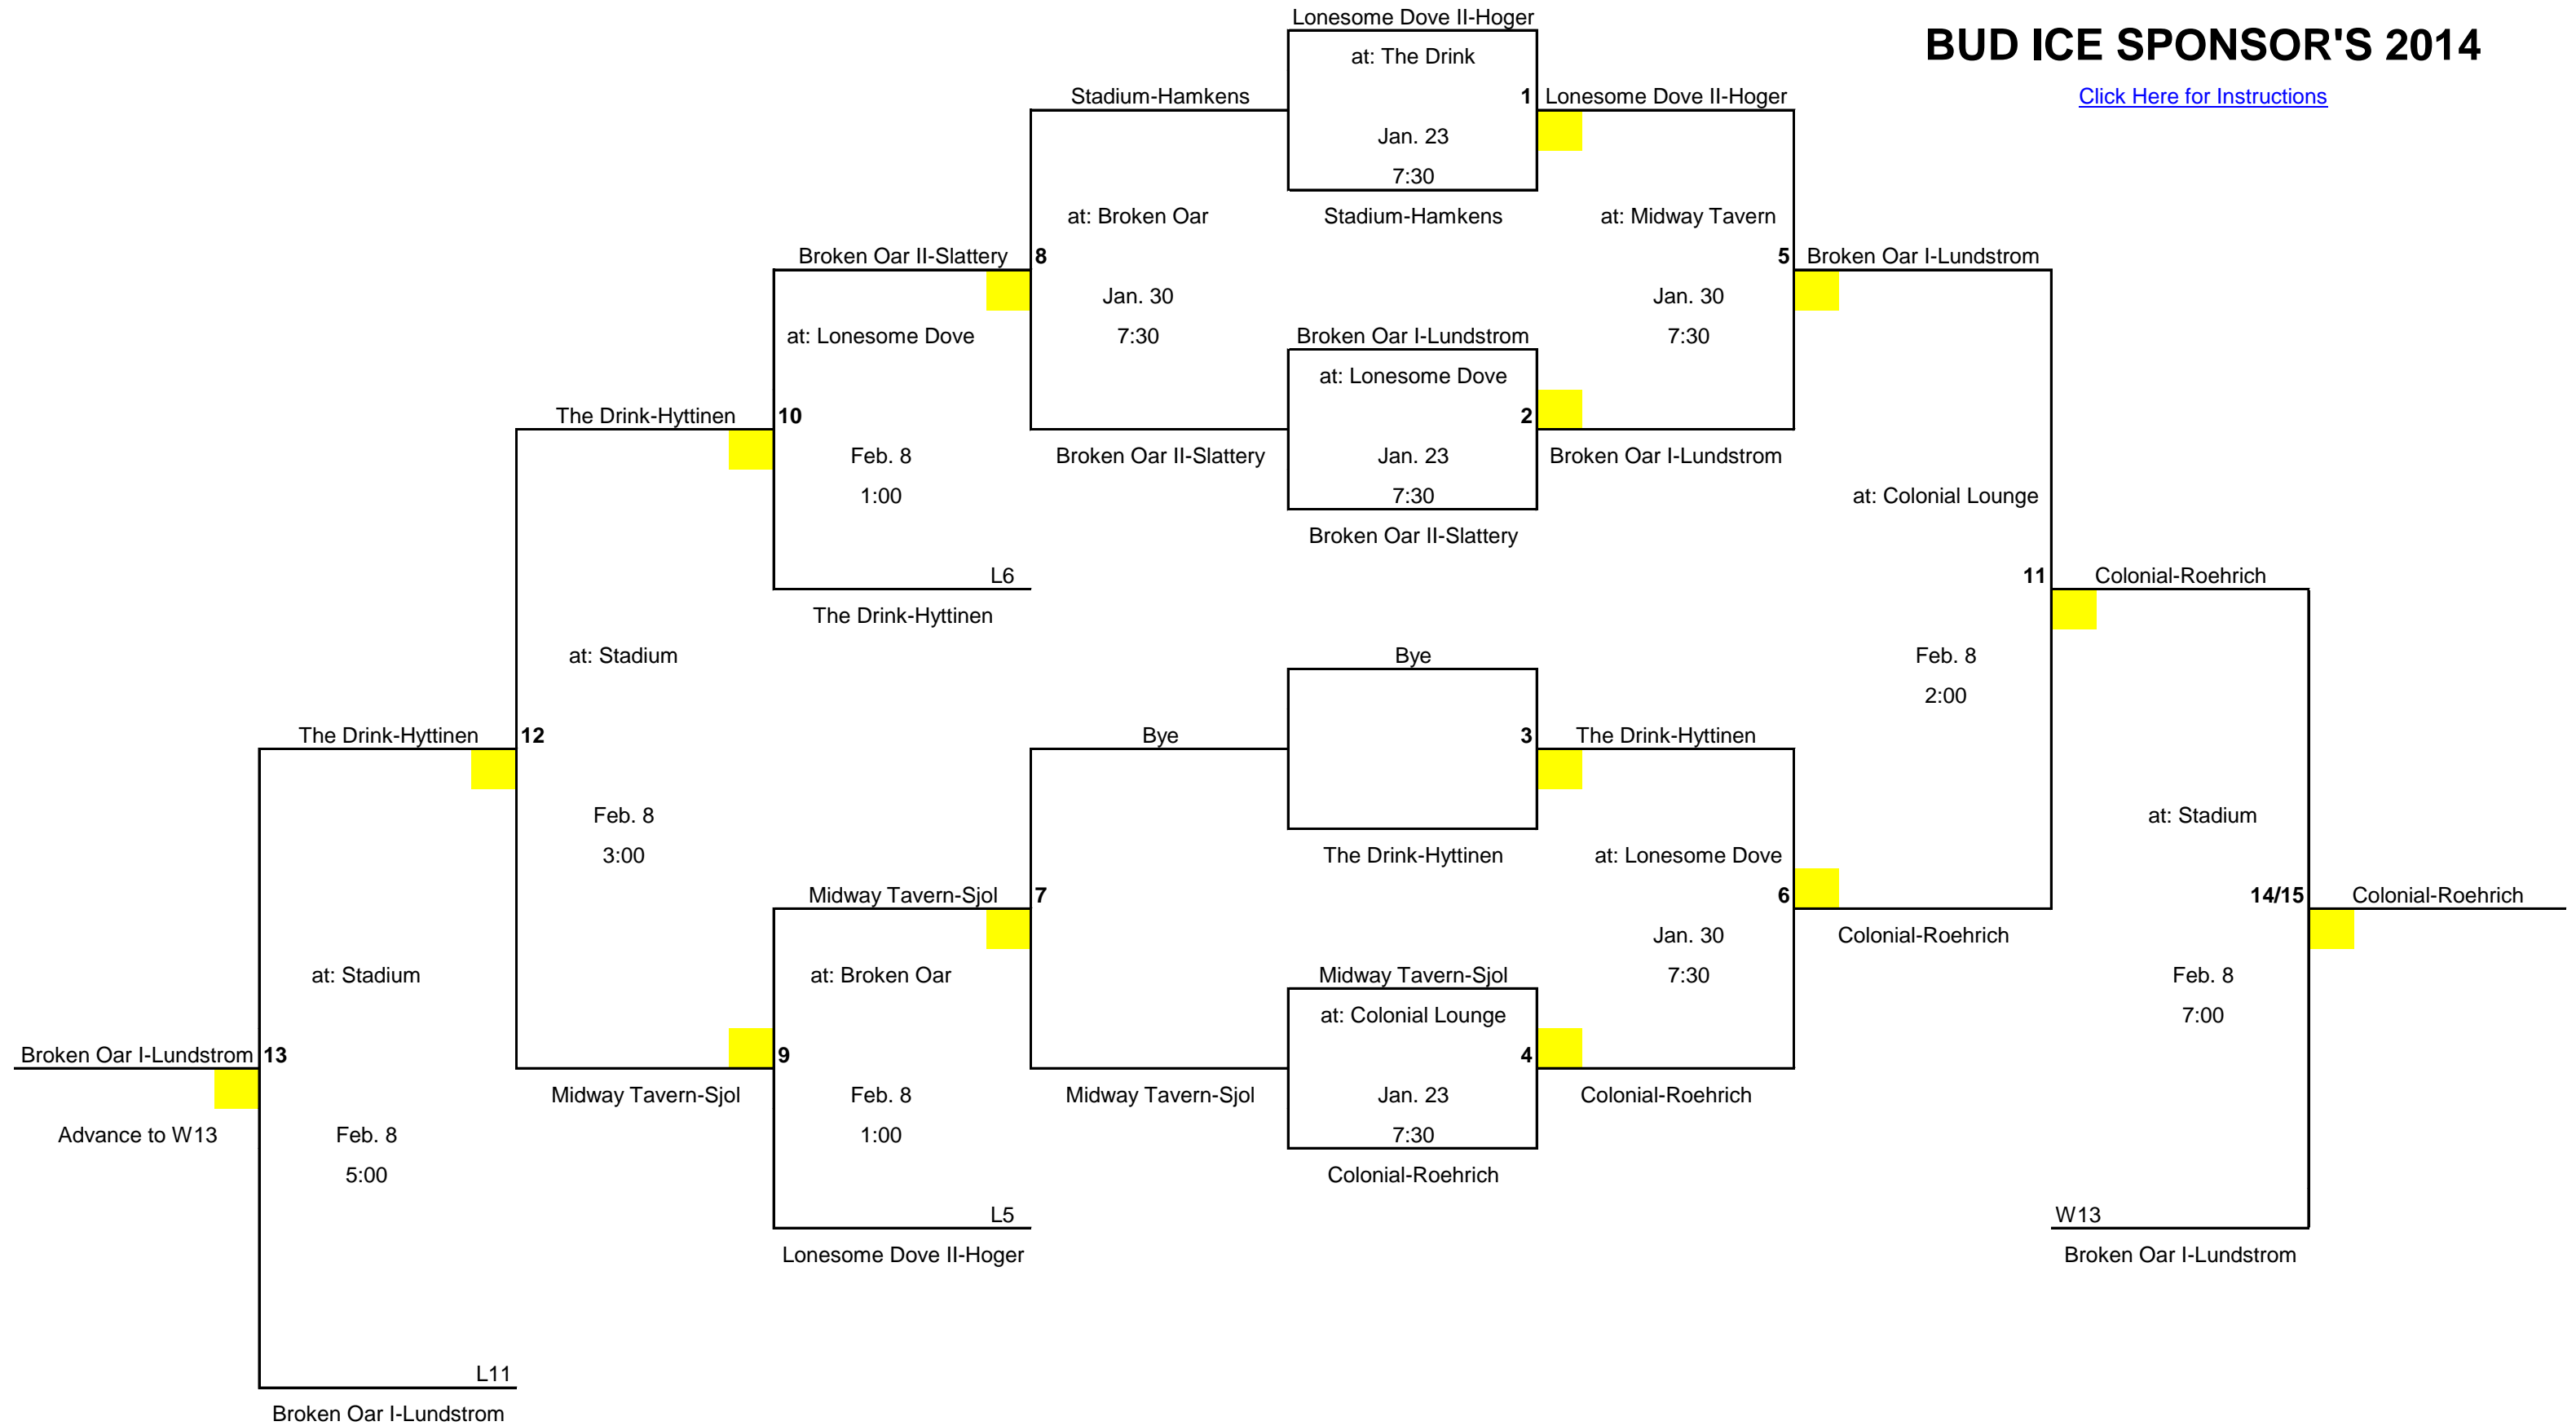 Lonesome Dove II-Hoger
BUD ICE SPONSOR'S 2014
at: The Drink
Stadium-Hamkens
1
Lonesome Dove II-Hoger
Click Here for Instructions
Jan. 23
7:30
at: Broken Oar
Stadium-Hamkens
at: Midway Tavern
Broken Oar II-Slattery
8
5
Broken Oar I-Lundstrom
Jan. 30
Jan. 30
at: Lonesome Dove
7:30
Broken Oar I-Lundstrom
7:30
at: Lonesome Dove
The Drink-Hyttinen
10
2
Feb. 8
Broken Oar II-Slattery
Jan. 23
Broken Oar I-Lundstrom
1:00
7:30
at: Colonial Lounge
Broken Oar II-Slattery
L6
11
Colonial-Roehrich
The Drink-Hyttinen
at: Stadium
Bye
Feb. 8
2:00
The Drink-Hyttinen
12
Bye
3
The Drink-Hyttinen
Feb. 8
at: Stadium
3:00
The Drink-Hyttinen
at: Lonesome Dove
Midway Tavern-Sjol
7
6
14/15
Colonial-Roehrich
Jan. 30
Colonial-Roehrich
at: Stadium
at: Broken Oar
Midway Tavern-Sjol
7:30
Feb. 8
at: Colonial Lounge
7:00
Broken Oar I-Lundstrom
13
9
4
Midway Tavern-Sjol
Feb. 8
Midway Tavern-Sjol
Jan. 23
Colonial-Roehrich
Advance to W13
Feb. 8
1:00
7:30
5:00
Colonial-Roehrich
L5
W13
Lonesome Dove II-Hoger
Broken Oar I-Lundstrom
L11
Broken Oar I-Lundstrom